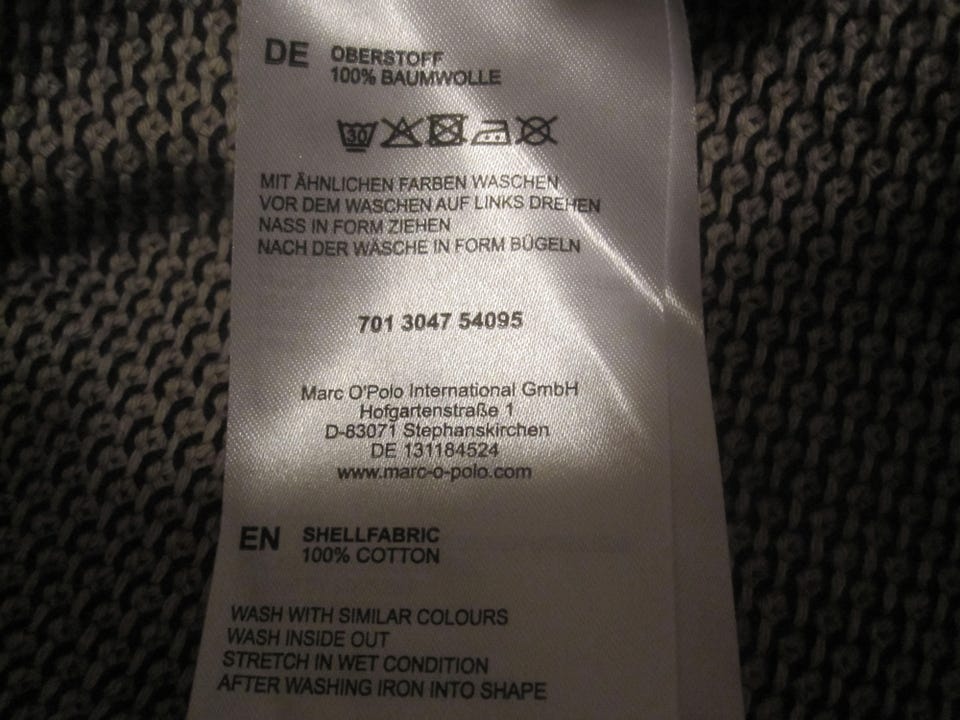 DE OBERSTOFF
100% BAUMWOLLE
30
MIT ÄHNLICHEN FARBEN WASCHEN
VOR DEM WASCHEN AUF LINKS DREHEN
NASS IN FORM ZIEHEN
NACH DER WÄSCHE IN FORM BÜGELN
701 3047 54095
Marc O'Polo International GmbH
Hofgartenstraße 1
D-83071 Stephanskirchen
DE 131184524
www.marc-o-polo.com
EN SHELLFABRIC
100% COTTON
WASH WITH SIMILAR COLOURS
WASH INSIDE OUT
STRETCH IN WET CONDITION
AFTER WASHING IRON INTO SHAPE